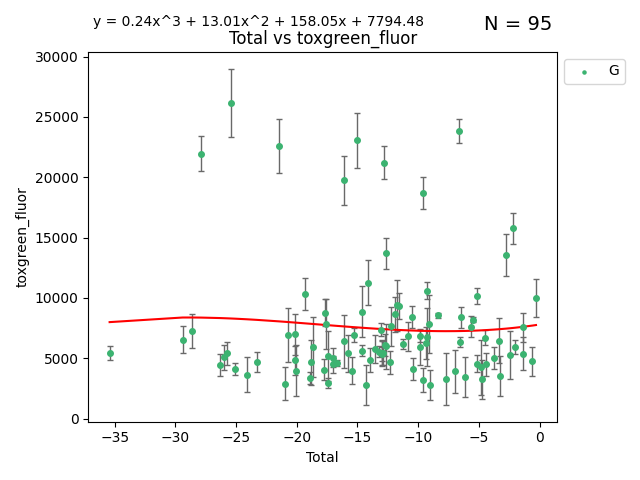 y = 0.24x^3 + 13.01x^2 + 158.05x + 7794.48
N = 95
Total vs toxgreen_fluor
G
30000
25000
20000
15000
10000
5000
0
toxgreen_fluor
−35 −30 −25 −20 −15 −10 −5 0
Total